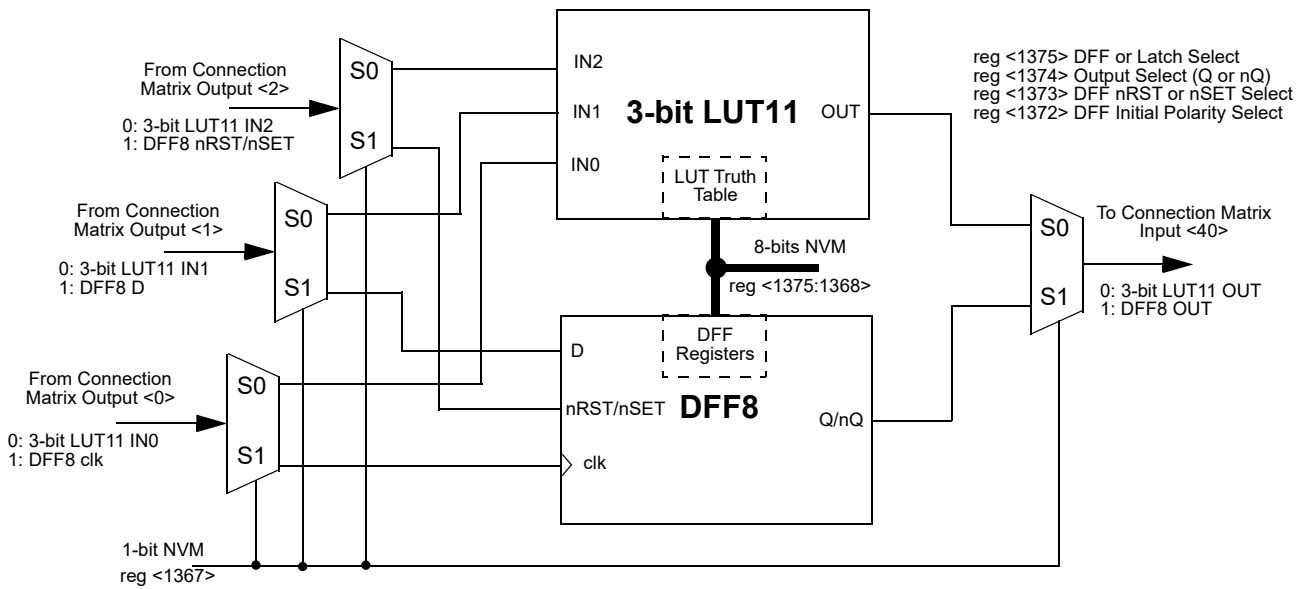 From Connection
Matrix Output <2>
0: 3-bit LUT11 IN2
1: DFF8 nRST/nSET
S0
S1
From Connection
Matrix Output <1>
0: 3-bit LUT11 IN1
1: DFF8 D
S0
S1
From Connection
Matrix Output <0>
0: 3-bit LUT11 IN0
1: DFF8 clk
S0
S1
1-bit NVM
reg <1367>
IN2
IN1
IN0
3-bit LUT11
OUT
LUT Truth
Table
8-bits NVM
reg <1375:1368>
DFF
Registers
D
nRST/nSET
clk
DFF8
Q/nQ
reg <1375> DFF or Latch Select
reg <1374> Output Select (Q or nQ)
reg <1373> DFF nRST or nSET Select
reg <1372> DFF Initial Polarity Select
S0
S1
To Connection Matrix
Input <40>
0: 3-bit LUT11 OUT
1: DFF8 OUT